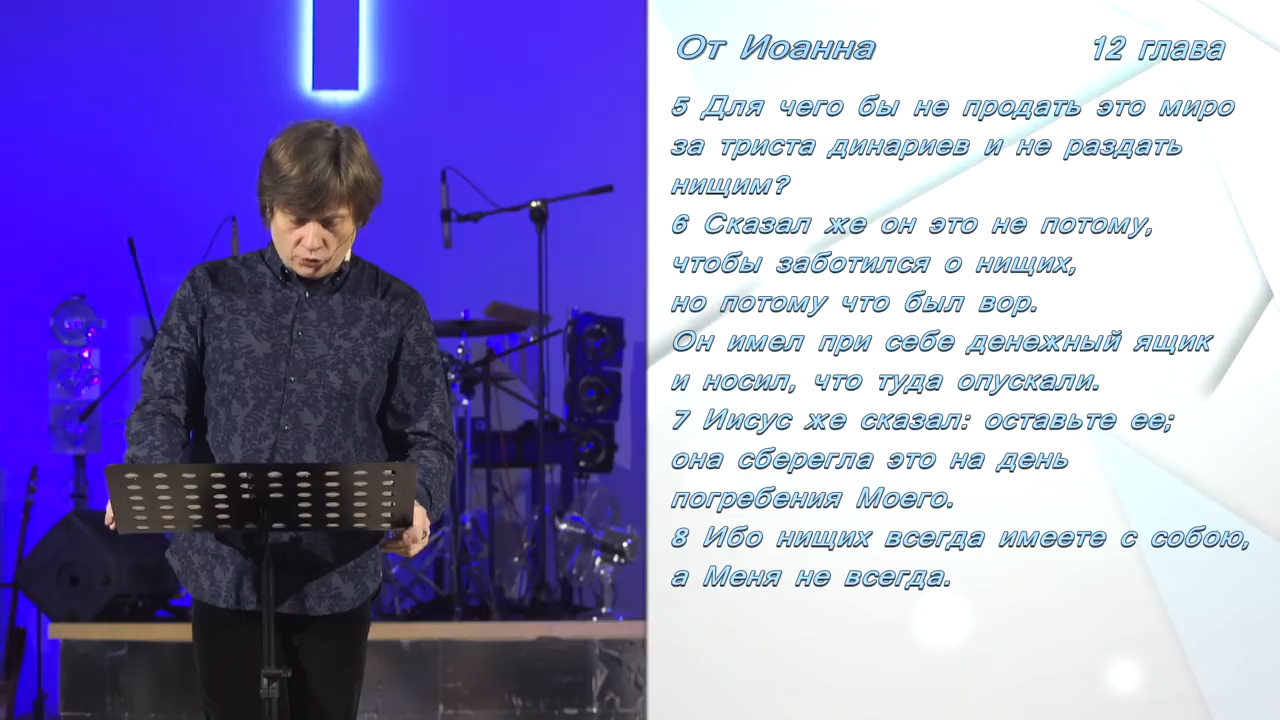 От Иоанна 12 глава
5 Для чего бы не продать это миро
за триста динариев и не раздать
нищим?
6 Сказал же он это не потому,
чтобы заботился о нищих,
но потому что был вор.
Он имел при себе денежный ящик
и носил, что туда опускали.
7 Иисус же сказал: оставьте ее;
она сберегла это на день
погребения Моего.
8 Ибо нищих всегда имеете с собою,
а Меня не всегда.